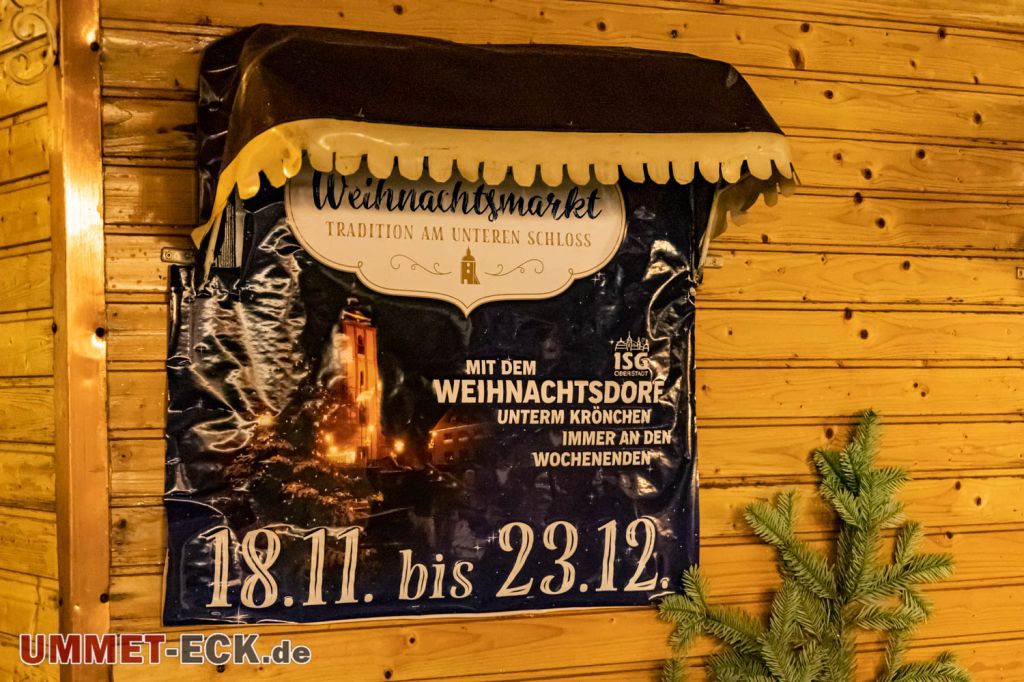 Weihnachtsmarkt
TRADITION AM UNTEREN SCHLOSS
ISG
OBERSTADT
MIT DEM
WEIHNACHTSDORF
UNTERM KRÖNCHEN
IMMER AN DEN
WOCHENENDEN
18.11. bis 23.12.
UMMET-ECK.de